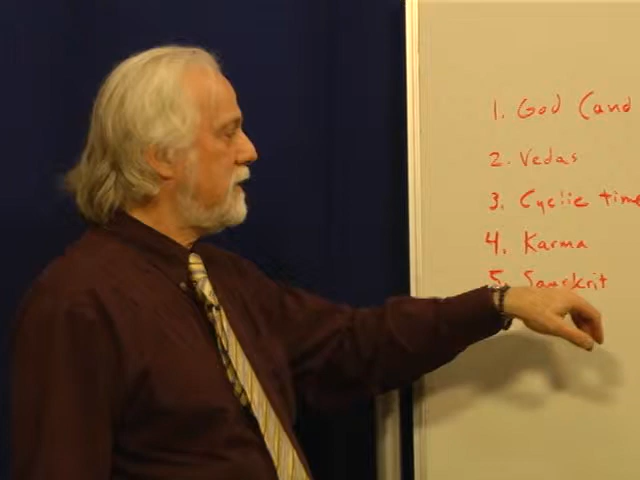 1. God (and
2. Vedas
3. Cyclic time
4. Karma
5. Sanskrit